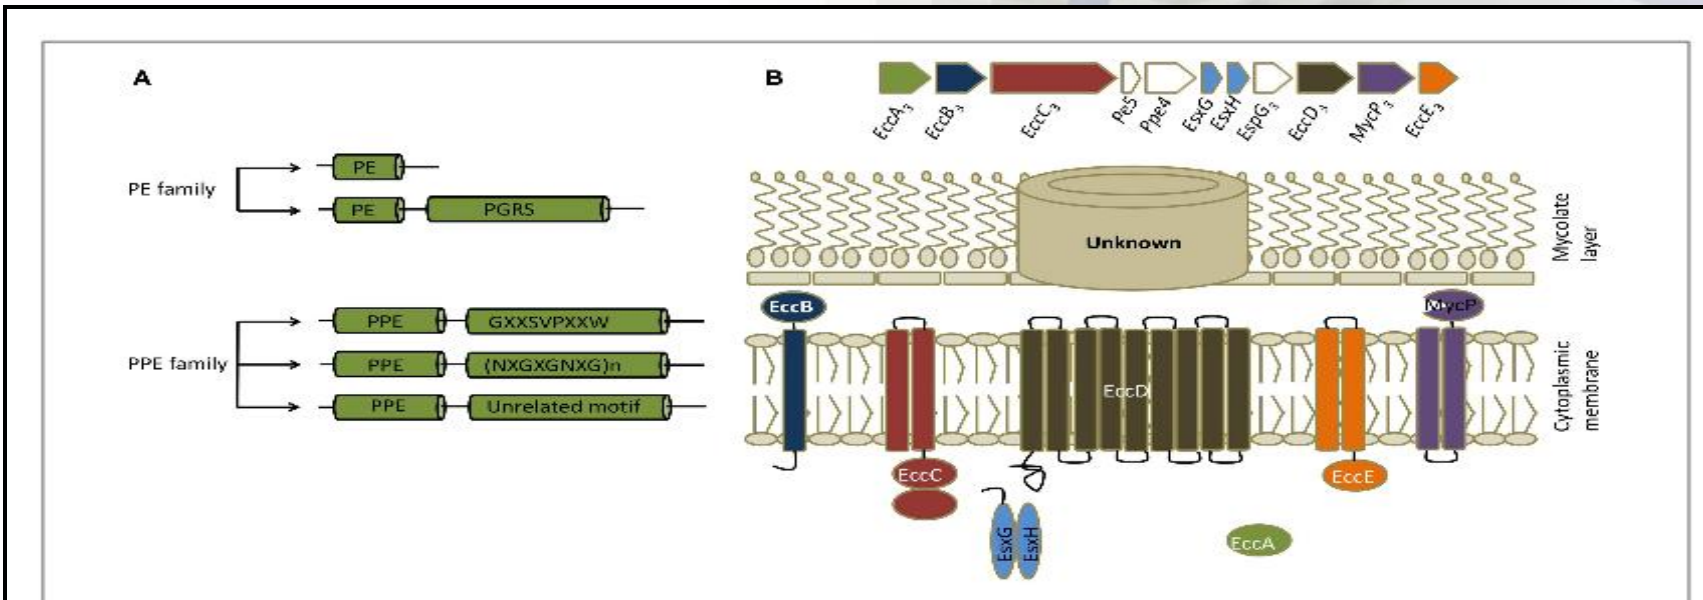 A
PE family
PE
PE
PGRS
PPE family
PPE
GXXSVPXXW
PPE
(NXGXGNXG)n
PPE
Unrelated motif
B
EccA3
EccB3
EccC3
Pe5
Ppe4
EsxG
EsxH
EspG3
EccD3
MycP3
EccE3
Unknown
Mycolate
layer
EccB
MycP
EccD
Cytoplasmic
membrane
EccC
EccE
EsxG
EsxH
EccA